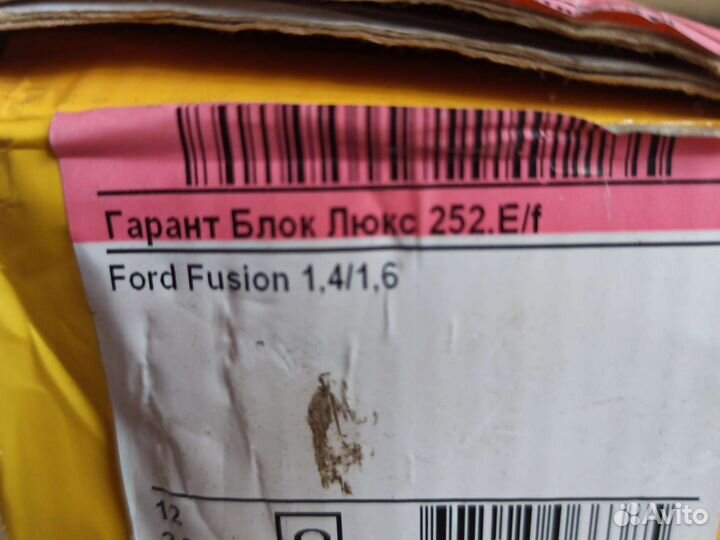 Гарант Блок Люкс 252.E/f
Ford Fusion 1,4/1,6
12
Avito